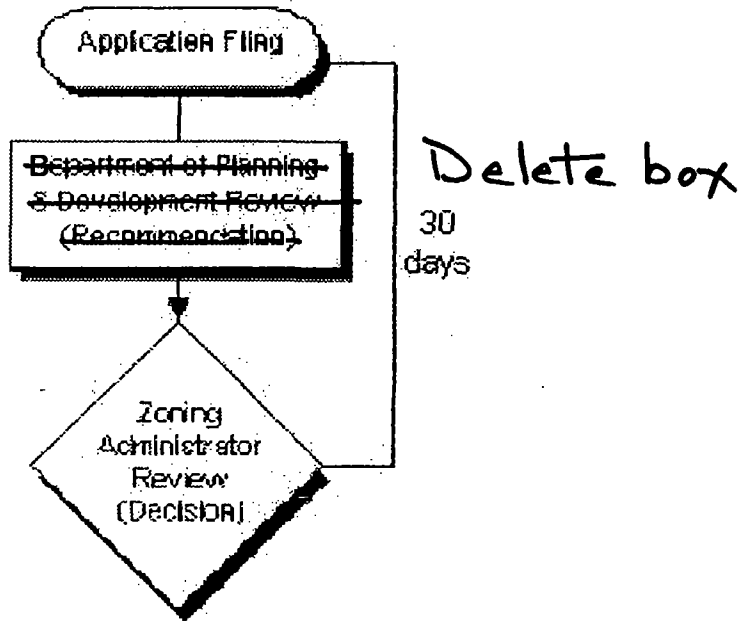 Application Filing
Department of Planning
& Development Review
(Recommendation)
Delete box
30
days
Zoning
Administrator
Review
(Decision)